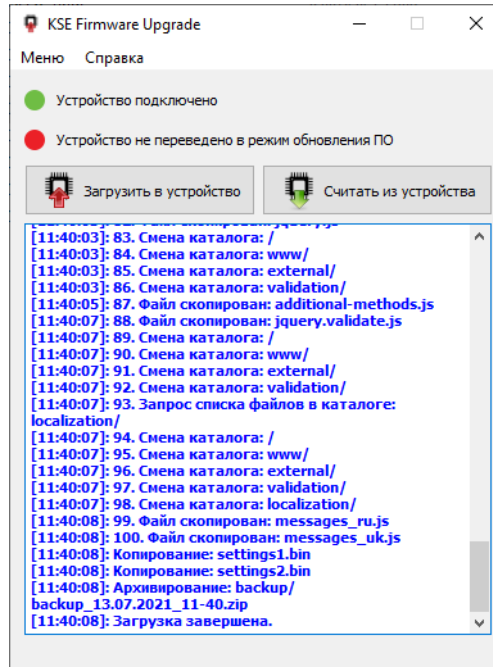 KSE Firmware Upgrade
Меню Справка
Устройство подключено
Устройство не переведено в режим обновления ПО
Загрузить в устройство
Считать из устройства
[11:40:03]: 83. Смена каталога: /
[11:40:03]: 84. Смена каталога: www/
[11:40:03]: 85. Смена каталога: external/
[11:40:03]: 86. Смена каталога: validation/
[11:40:05]: 87. Файл скопирован: additional-methods.js
[11:40:07]: 88. Файл скопирован: jquery.validate.js
[11:40:07]: 89. Смена каталога: /
[11:40:07]: 90. Смена каталога: www/
[11:40:07]: 91. Смена каталога: external/
[11:40:07]: 92. Смена каталога: validation/
[11:40:07]: 93. Запрос списка файлов в каталоге:
localization/
[11:40:07]: 94. Смена каталога: /
[11:40:07]: 95. Смена каталога: www/
[11:40:07]: 96. Смена каталога: external/
[11:40:07]: 97. Смена каталога: validation/
[11:40:07]: 98. Смена каталога: localization/
[11:40:08]: 99. Файл скопирован: messages_ru.js
[11:40:08]: 100. Файл скопирован: messages_uk.js
[11:40:08]: Копирование: settings1.bin
[11:40:08]: Копирование: settings2.bin
[11:40:08]: Архивирование: backup/
backup_13.07.2021_11-40.zip
[11:40:08]: Загрузка завершена.